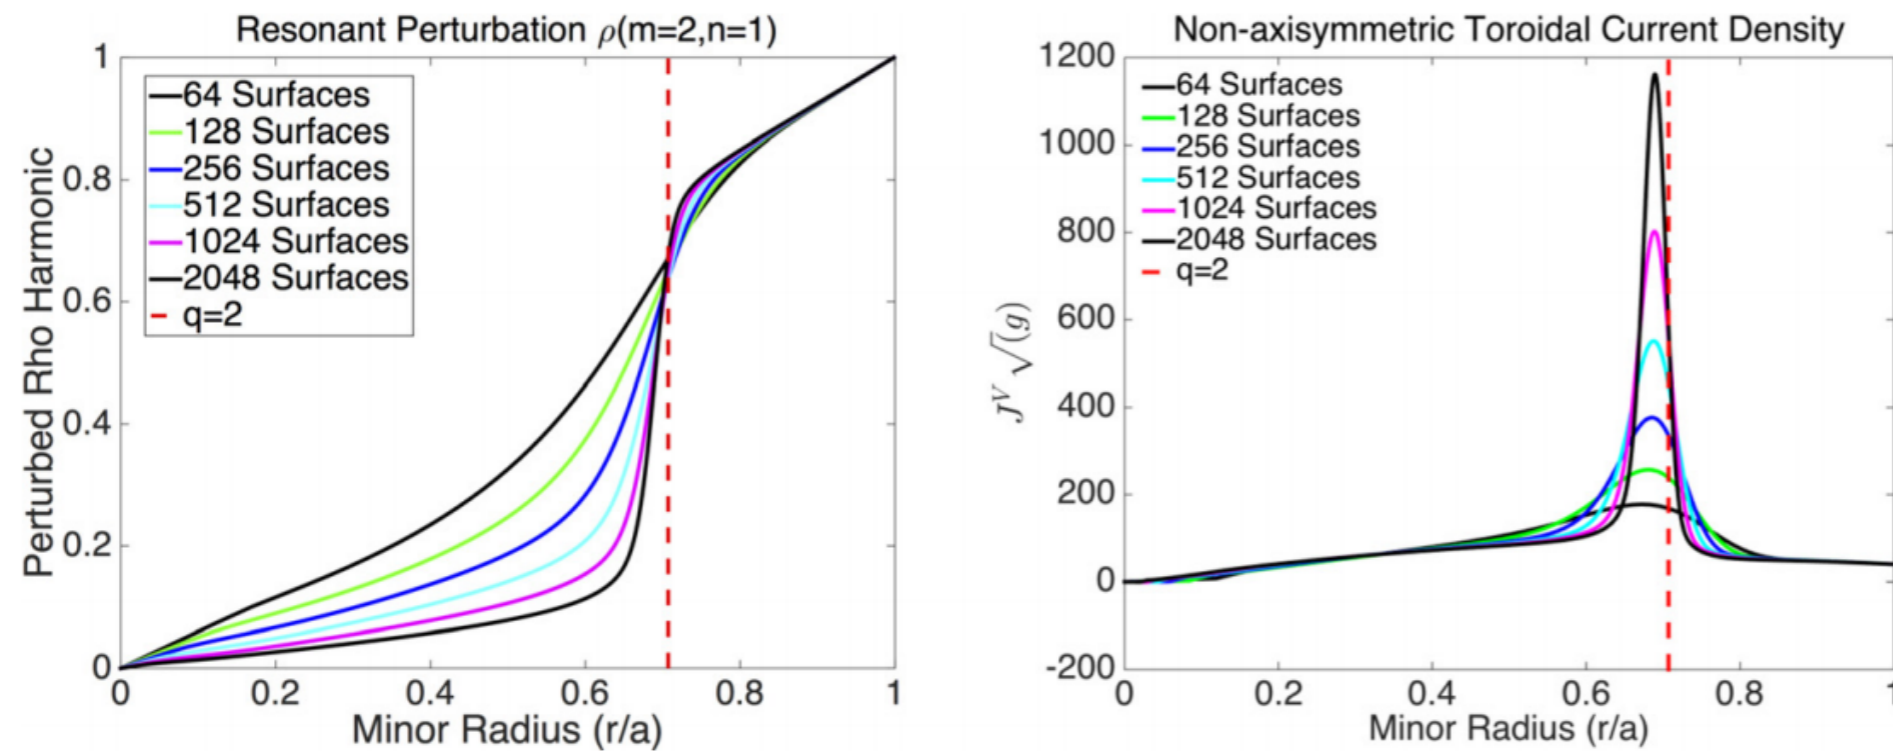 Resonant Perturbation ρ(m=2,n=1)
1
0.8
0.6
0.4
0.2
0
Perturbed Rho Harmonic
64 Surfaces
128 Surfaces
256 Surfaces
512 Surfaces
1024 Surfaces
2048 Surfaces
q=2
0 0.2 0.4 0.6 0.8 1
Minor Radius (r/a)
Non-axisymmetric Toroidal Current Density
1200
1000
800
600
400
200
0
-200
J^V √(g)
64 Surfaces
128 Surfaces
256 Surfaces
512 Surfaces
1024 Surfaces
2048 Surfaces
q=2
0 0.2 0.4 0.6 0.8 1
Minor Radius (r/a)